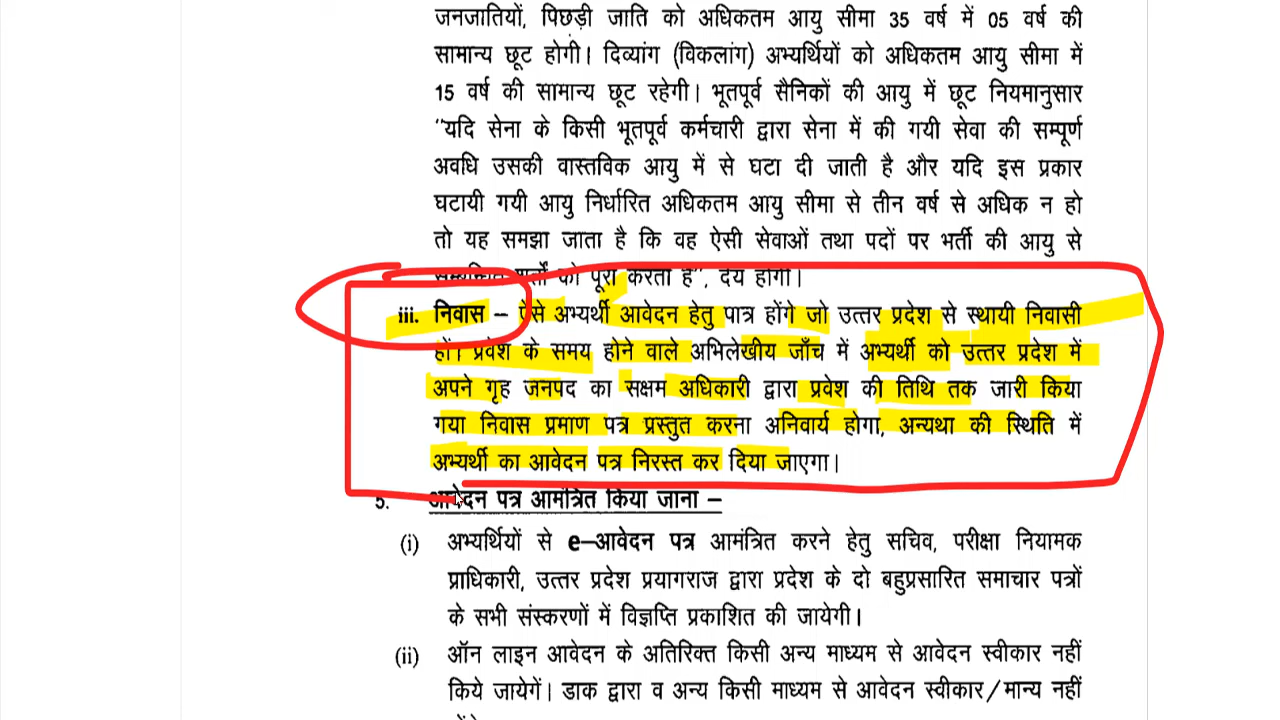 जनजातियों, पिछड़ी जाति को अधिकतम आयु सीमा 35 वर्ष में 05 वर्ष की
सामान्य छूट होगी। दिव्यांग (विकलांग) अभ्यर्थियों को अधिकतम आयु सीमा में
15 वर्ष की सामान्य छूट रहेगी। भूतपूर्व सैनिकों की आयु में छूट नियमानुसार
"यदि सेना के किसी भूतपूर्व कर्मचारी द्वारा सेना में की गयी सेवा की सम्पूर्ण
अवधि उसकी वास्तविक आयु में से घटा दी जाती है और यदि इस प्रकार
घटायी गयी आयु निर्धारित अधिकतम आयु सीमा से तीन वर्ष से अधिक न हो
तो यह समझा जाता है कि वह ऐसी सेवाओं तथा पदों पर भर्ती की आयु से
सम्बन्धित शर्तों को पूरा करता है", देय होगी।
iii. निवास – ऐसे अभ्यर्थी आवेदन हेतु पात्र होंगे जो उत्तर प्रदेश से स्थायी निवासी
हों। प्रवेश के समय होने वाले अभिलेखीय जाँच में अभ्यर्थी को उत्तर प्रदेश में
अपने गृह जनपद का सक्षम अधिकारी द्वारा प्रवेश की तिथि तक जारी किया
गया निवास प्रमाण पत्र प्रस्तुत करना अनिवार्य होगा, अन्यथा की स्थिति में
अभ्यर्थी का आवेदन पत्र निरस्त कर दिया जाएगा।
5. आवेदन पत्र आमंत्रित किया जाना –
(i) अभ्यर्थियों से e–आवेदन पत्र आमंत्रित करने हेतु सचिव, परीक्षा नियामक
प्राधिकारी, उत्तर प्रदेश प्रयागराज द्वारा प्रदेश के दो बहुप्रसारित समाचार पत्रों
के सभी संस्करणों में विज्ञप्ति प्रकाशित की जायेगी।
(ii) ऑन लाइन आवेदन के अतिरिक्त किसी अन्य माध्यम से आवेदन स्वीकार नहीं
किये जायेगें। डाक द्वारा व अन्य किसी माध्यम से आवेदन स्वीकार/मान्य नहीं